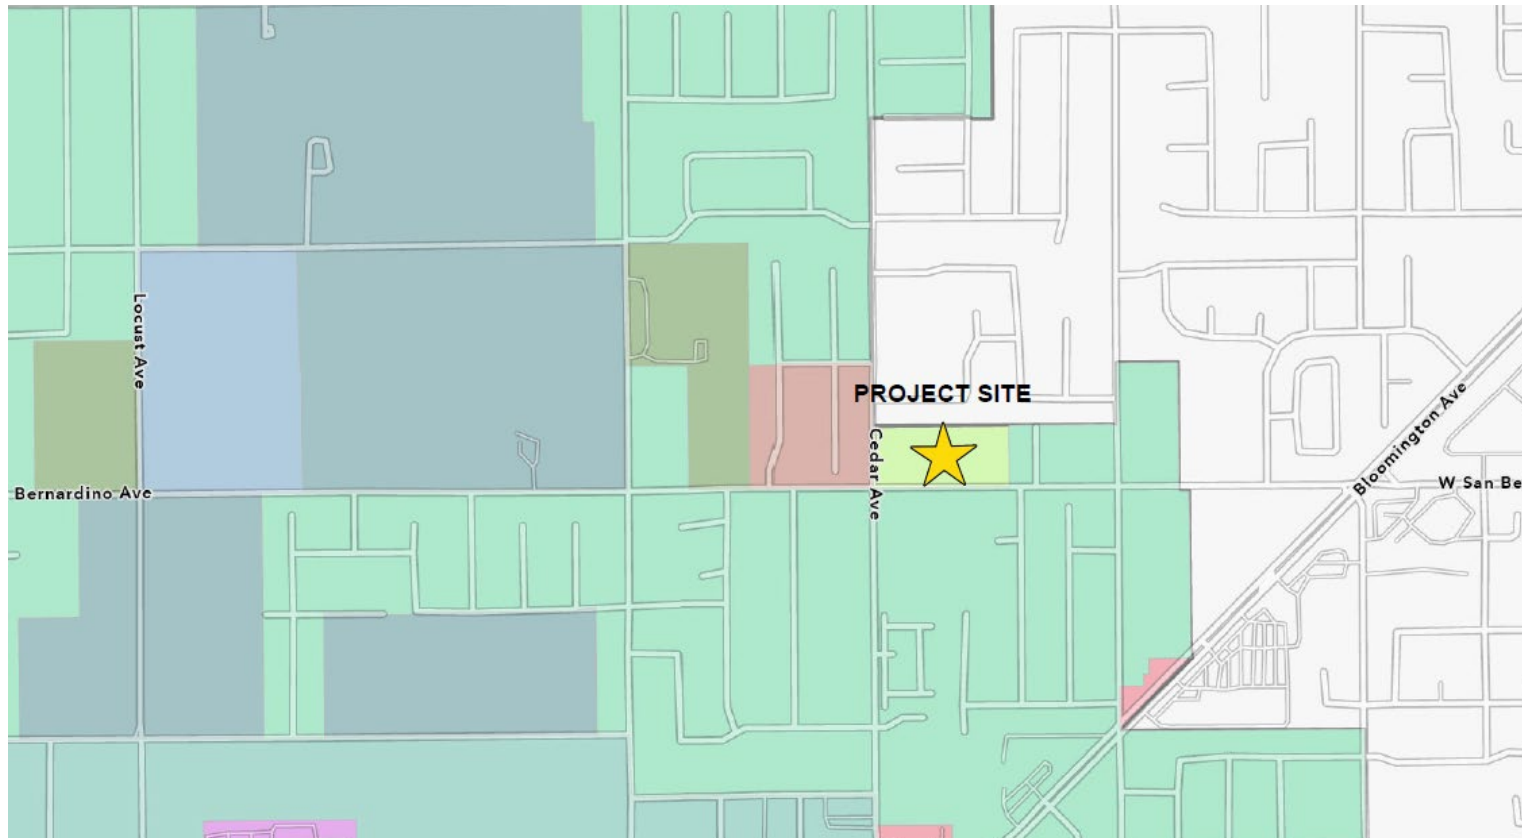 Locust Ave
PROJECT SITE
Cedar Ave
Bloomington Ave
Bernardino Ave
W San Be